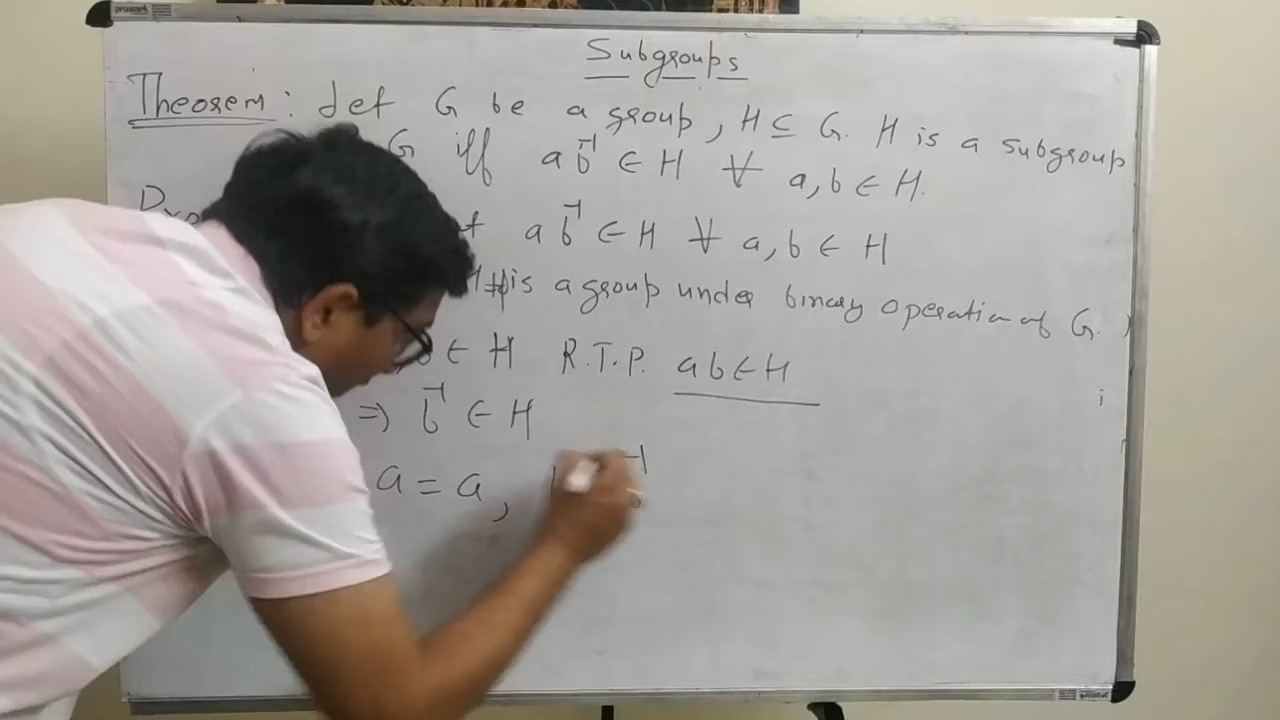 Subgroups
Theorem: Let G be a group, H ⊆ G. H is a subgroup
G iff ab⁻¹ ∈ H ∀ a, b ∈ H.
ab⁻¹ ∈ H ∀ a, b ∈ H
is a group under binary operation of G.)
∈ H R.T.P. ab ∈ H
⇒ b⁻¹ ∈ H
a = a,